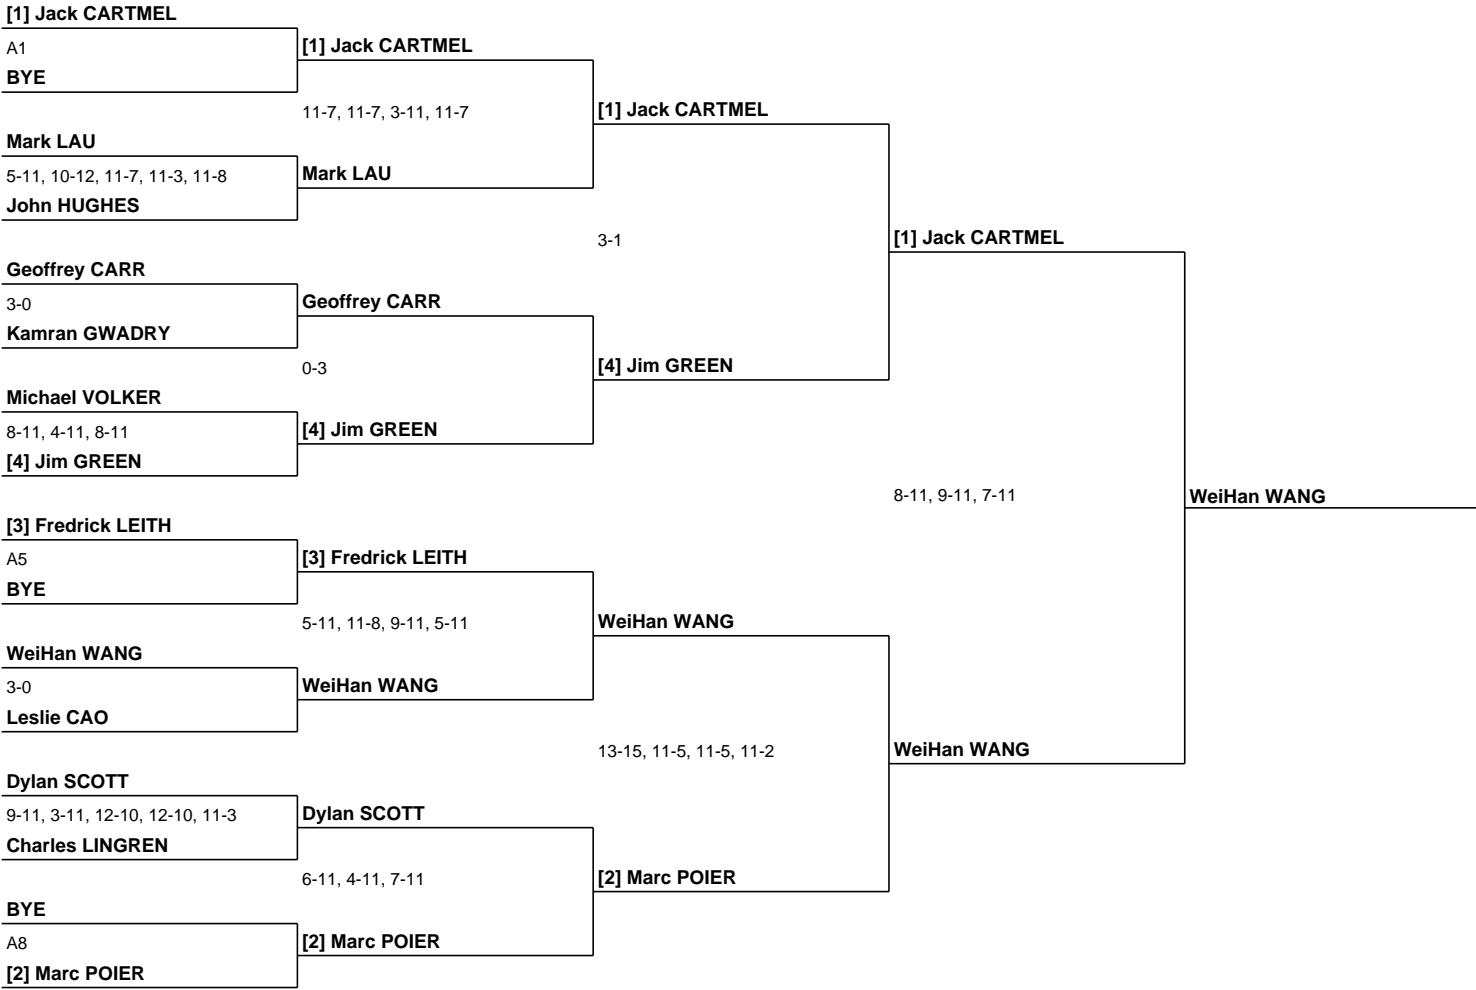 [1] Jack CARTMEL
A1
BYE
Mark LAU
5-11, 10-12, 11-7, 11-3, 11-8
John HUGHES
Geoffrey CARR
3-0
Kamran GWADRY
Michael VOLKER
8-11, 4-11, 8-11
[4] Jim GREEN
[3] Fredrick LEITH
A5
BYE
WeiHan WANG
3-0
Leslie CAO
Dylan SCOTT
9-11, 3-11, 12-10, 12-10, 11-3
Charles LINGREN
BYE
A8
[2] Marc POIER
[1] Jack CARTMEL
11-7, 11-7, 3-11, 11-7
Mark LAU
Geoffrey CARR
0-3
[4] Jim GREEN
[3] Fredrick LEITH
5-11, 11-8, 9-11, 5-11
WeiHan WANG
Dylan SCOTT
6-11, 4-11, 7-11
[2] Marc POIER
[1] Jack CARTMEL
3-1
[4] Jim GREEN
WeiHan WANG
13-15, 11-5, 11-5, 11-2
[2] Marc POIER
[1] Jack CARTMEL
8-11, 9-11, 7-11
WeiHan WANG
WeiHan WANG